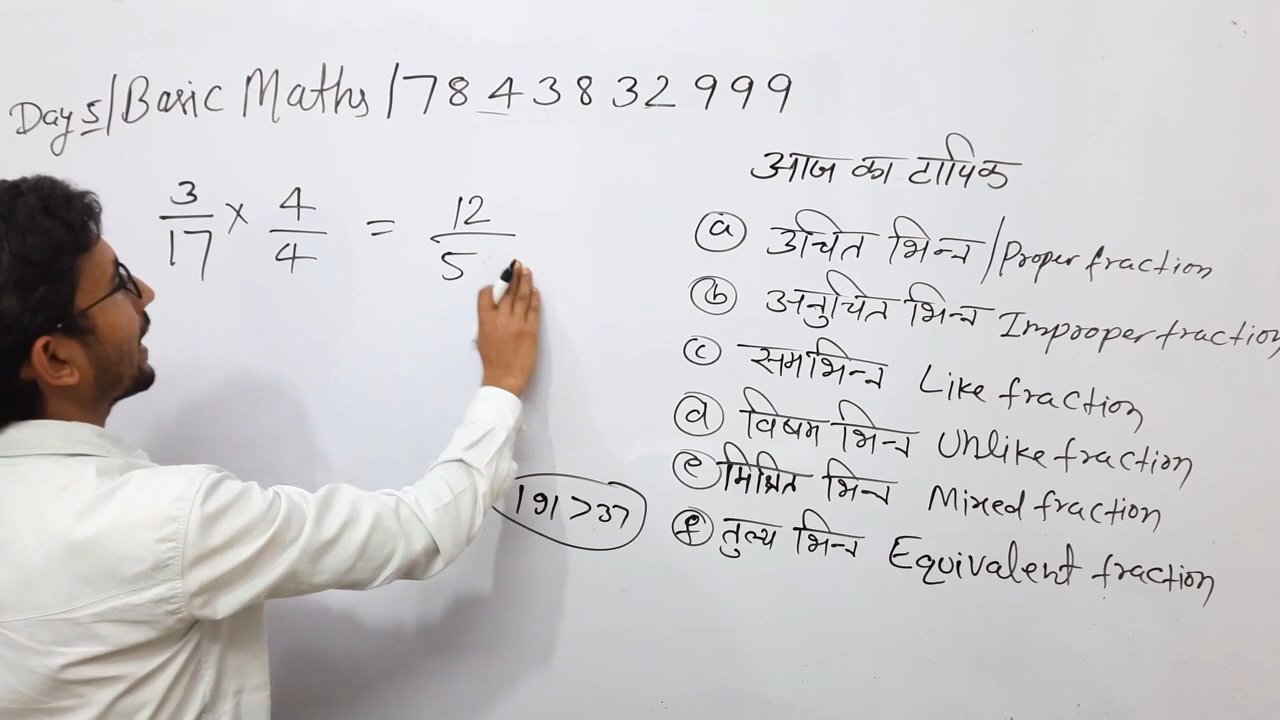 Day 5/Basic Maths/7843832999
3/17 × 4/4 = 12/5
आज का टापिक
(a) उचित भिन्न/Proper fraction
(b) अनुचित भिन्न Improper fraction
(c) समभिन्न Like fraction
(d) विषम भिन्न Unlike fraction
(e) मिश्रित भिन्न Mixed fraction
(f) तुल्य भिन्न Equivalent fraction